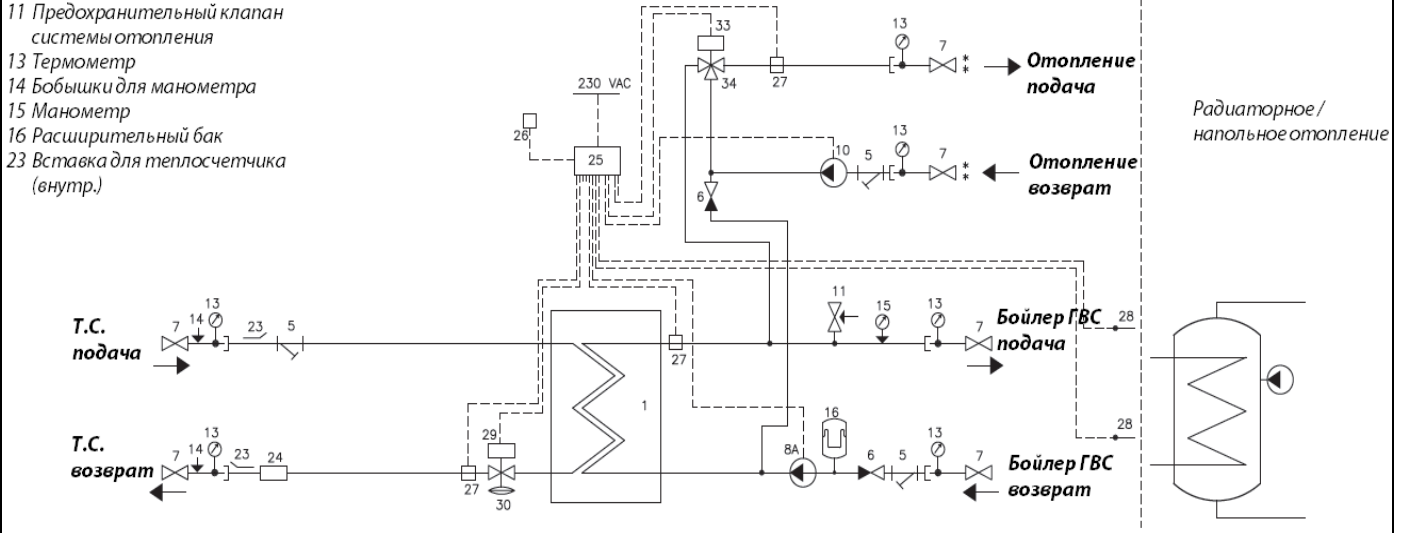 11 Предохранительный клапан
системы отопления
13 Термометр
14 Бобышки для манометра
15 Манометр
16 Расширительный бак
23 Вставка для теплосчетчика
(внутр.)
33
13
7
**
Отопление
подача
27
34
230 VAC
26
25
Радиаторное /
напольное отопление
13
10
5
7
**
Отопление
возврат
6
Т.С.
подача
7
14
13
23
5
27
11
15
13
7
Бойлер ГВС
подача
28
1
Т.С.
возврат
7
14
13
23
24
27
29
30
8A
16
6
5
13
7
Бойлер ГВС
возврат
28